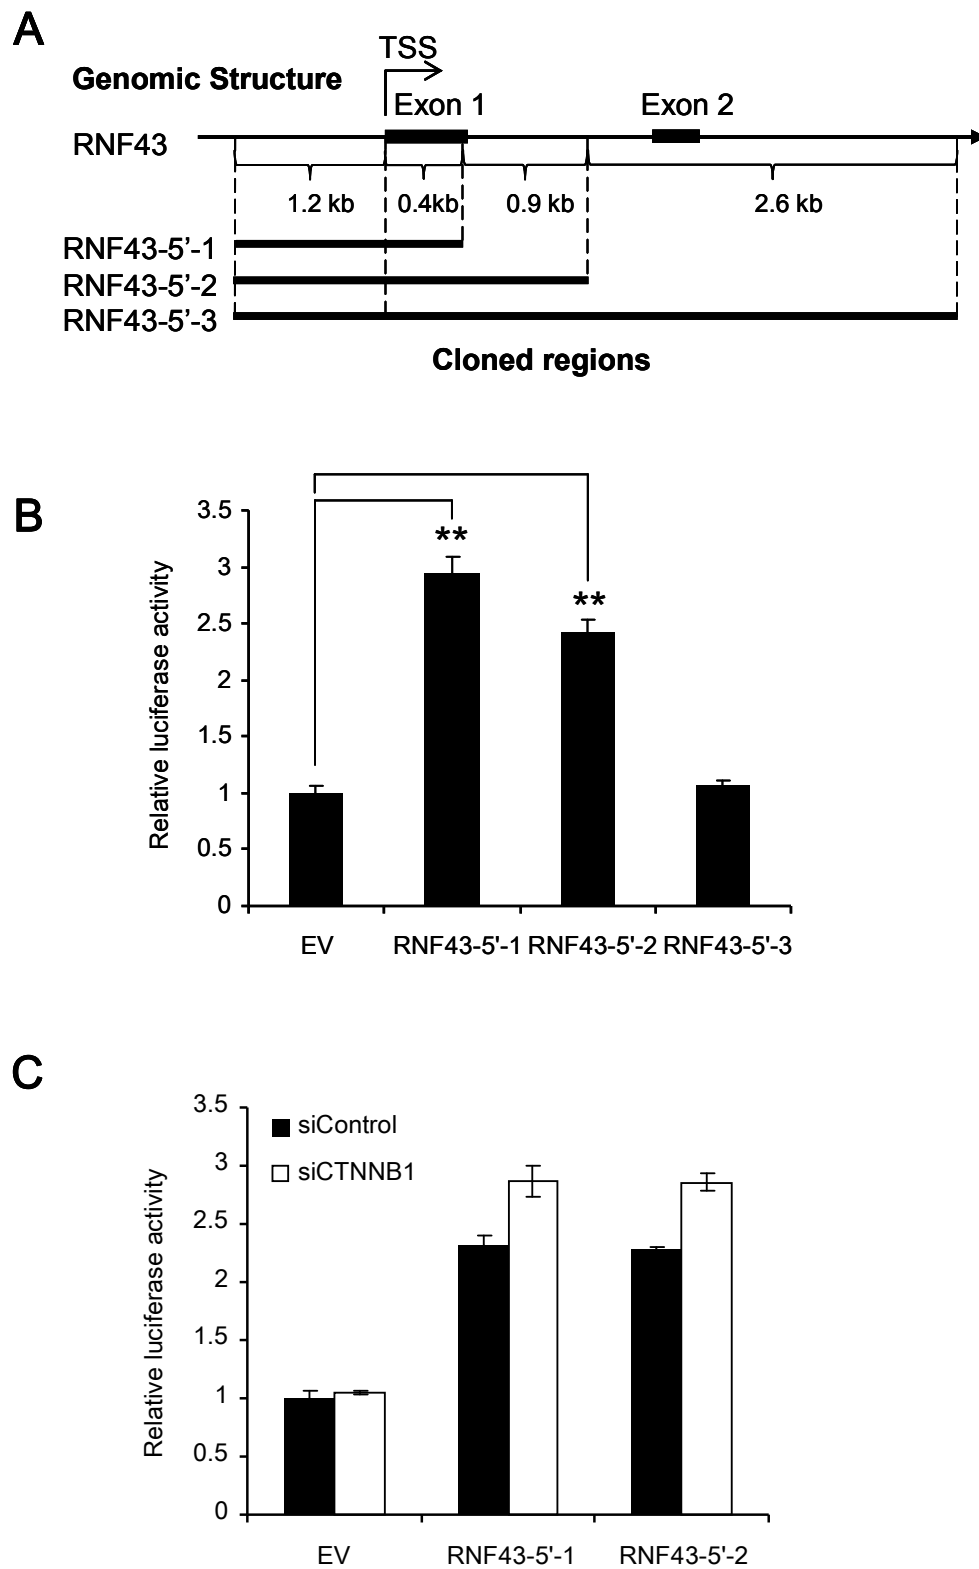 A
TSS
Genomic Structure
Exon 1
Exon 2
RNF43
1.2 kb
0.4kb
0.9 kb
2.6 kb
RNF43-5’-1
RNF43-5’-2
RNF43-5’-3
Cloned regions
B
Relative luciferase activity
3.5
3
2.5
2
1.5
1
0.5
0
**
**
EV
RNF43-5'-1
RNF43-5'-2
RNF43-5'-3
C
Relative luciferase activity
3.5
3
2.5
2
1.5
1
0.5
0
siControl
siCTNNB1
EV
RNF43-5'-1
RNF43-5'-2